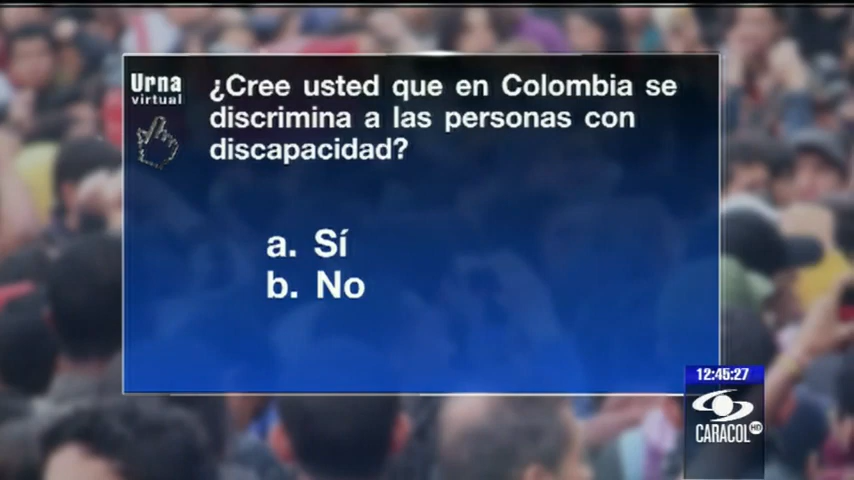 Urna
virtual
¿Cree usted que en Colombia se
discrimina a las personas con
discapacidad?
a. Sí
b. No
12:45:27
CARACOL HD